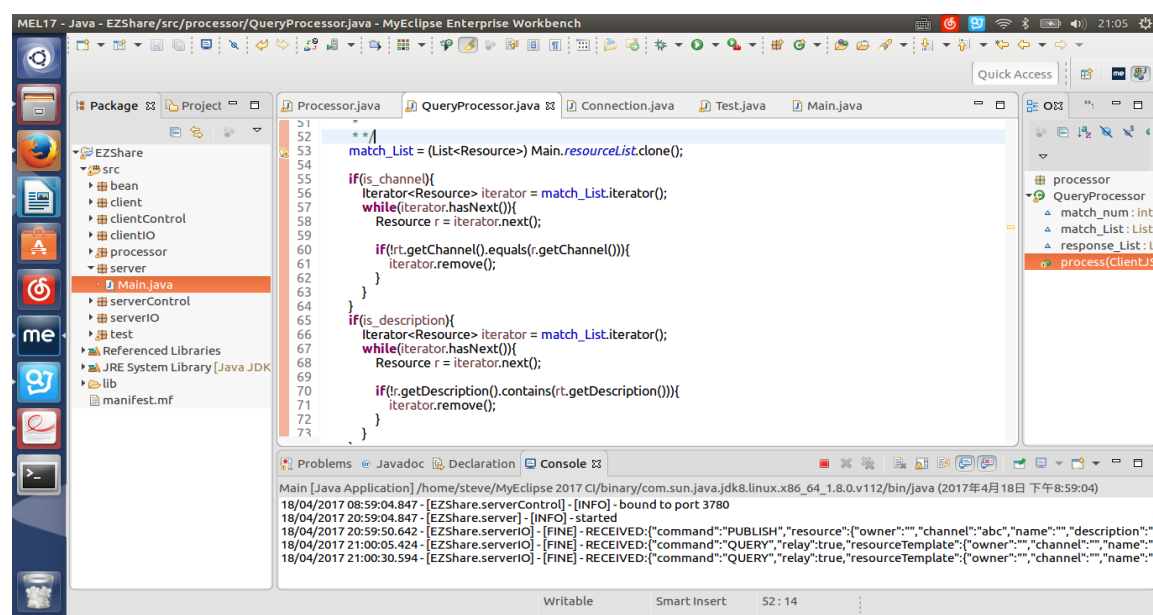 MEL17 - Java - EZShare/src/processor/QueryProcessor.java - MyEclipse Enterprise Workbench
21:05
Quick Access
me
Package
Project
Processor.java
QueryProcessor.java
Connection.java
Test.java
Main.java
EZShare
src
bean
client
clientControl
clientIO
processor
server
Main.java
serverControl
serverIO
test
Referenced Libraries
JRE System Library [Java JDK
lib
manifest.mf
me
51 *
52 * */
53 match_List = (List<Resource>) Main.resourceList.clone();
54
55 if(is_channel){
56 Iterator<Resource> iterator = match_List.iterator();
57 while(iterator.hasNext()){
58 Resource r = iterator.next();
59
60 if(!rt.getChannel().equals(r.getChannel())){
61 iterator.remove();
62 }
63 }
64 }
65 if(is_description){
66 Iterator<Resource> iterator = match_List.iterator();
67 while(iterator.hasNext()){
68 Resource r = iterator.next();
69
70 if(!r.getDescription().contains(rt.getDescription())){
71 iterator.remove();
72 }
73 }
processor
QueryProcessor
match_num : int
match_List : List
response_List : L
process(ClientJS
Problems @ Javadoc Declaration Console
Main [Java Application] /home/steve/MyEclipse 2017 CI/binary/com.sun.java.jdk8.linux.x86_64_1.8.0.v112/bin/java (2017年4月18日 下午8:59:04)
18/04/2017 08:59:04.847 - [EZShare.serverControl] - [INFO] - bound to port 3780
18/04/2017 20:59:04.847 - [EZShare.server] - [INFO] - started
18/04/2017 20:59:50.642 - [EZShare.serverIO] - [FINE] - RECEIVED:{"command":"PUBLISH","resource":{"owner":"","channel":"abc","name":"","description":"
18/04/2017 21:00:05.424 - [EZShare.serverIO] - [FINE] - RECEIVED:{"command":"QUERY","relay":true,"resourceTemplate":{"owner":"","channel":"","name":"
18/04/2017 21:00:30.594 - [EZShare.serverIO] - [FINE] - RECEIVED:{"command":"QUERY","relay":true,"resourceTemplate":{"owner":"","channel":"","name":"
Writable
Smart Insert
52 : 14